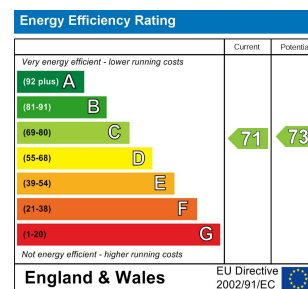 Energy Efficiency Rating
Current Potentia
Very energy efficient - lower running costs
(92 plus) A
(81-91) B
(69-80) C 71 73
(55-68) D
(39-54) E
(21-38) F
(1-20) G
Not energy efficient - higher running costs
England & Wales
EU Directive
2002/91/EC